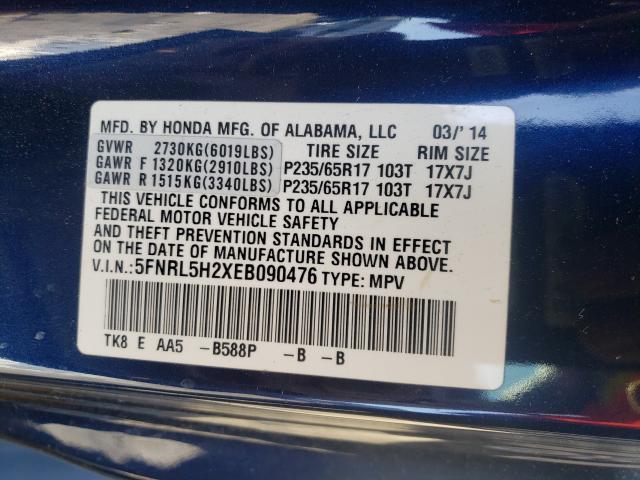 MFD. BY HONDA MFG. OF ALABAMA, LLC 03/'14
GVWR 2730KG(6019LBS) TIRE SIZE RIM SIZE
GAWR F 1320KG(2910LBS) P235/65R17 103T 17X7J
GAWR R 1515KG(3340LBS) P235/65R17 103T 17X7J
THIS VEHICLE CONFORMS TO ALL APPLICABLE
FEDERAL MOTOR VEHICLE SAFETY
AND THEFT PREVENTION STANDARDS IN EFFECT
ON THE DATE OF MANUFACTURE SHOWN ABOVE.
V.I.N.: 5FNRL5H2XEB090476 TYPE: MPV
TK8 E AA5 -B588P -B -B